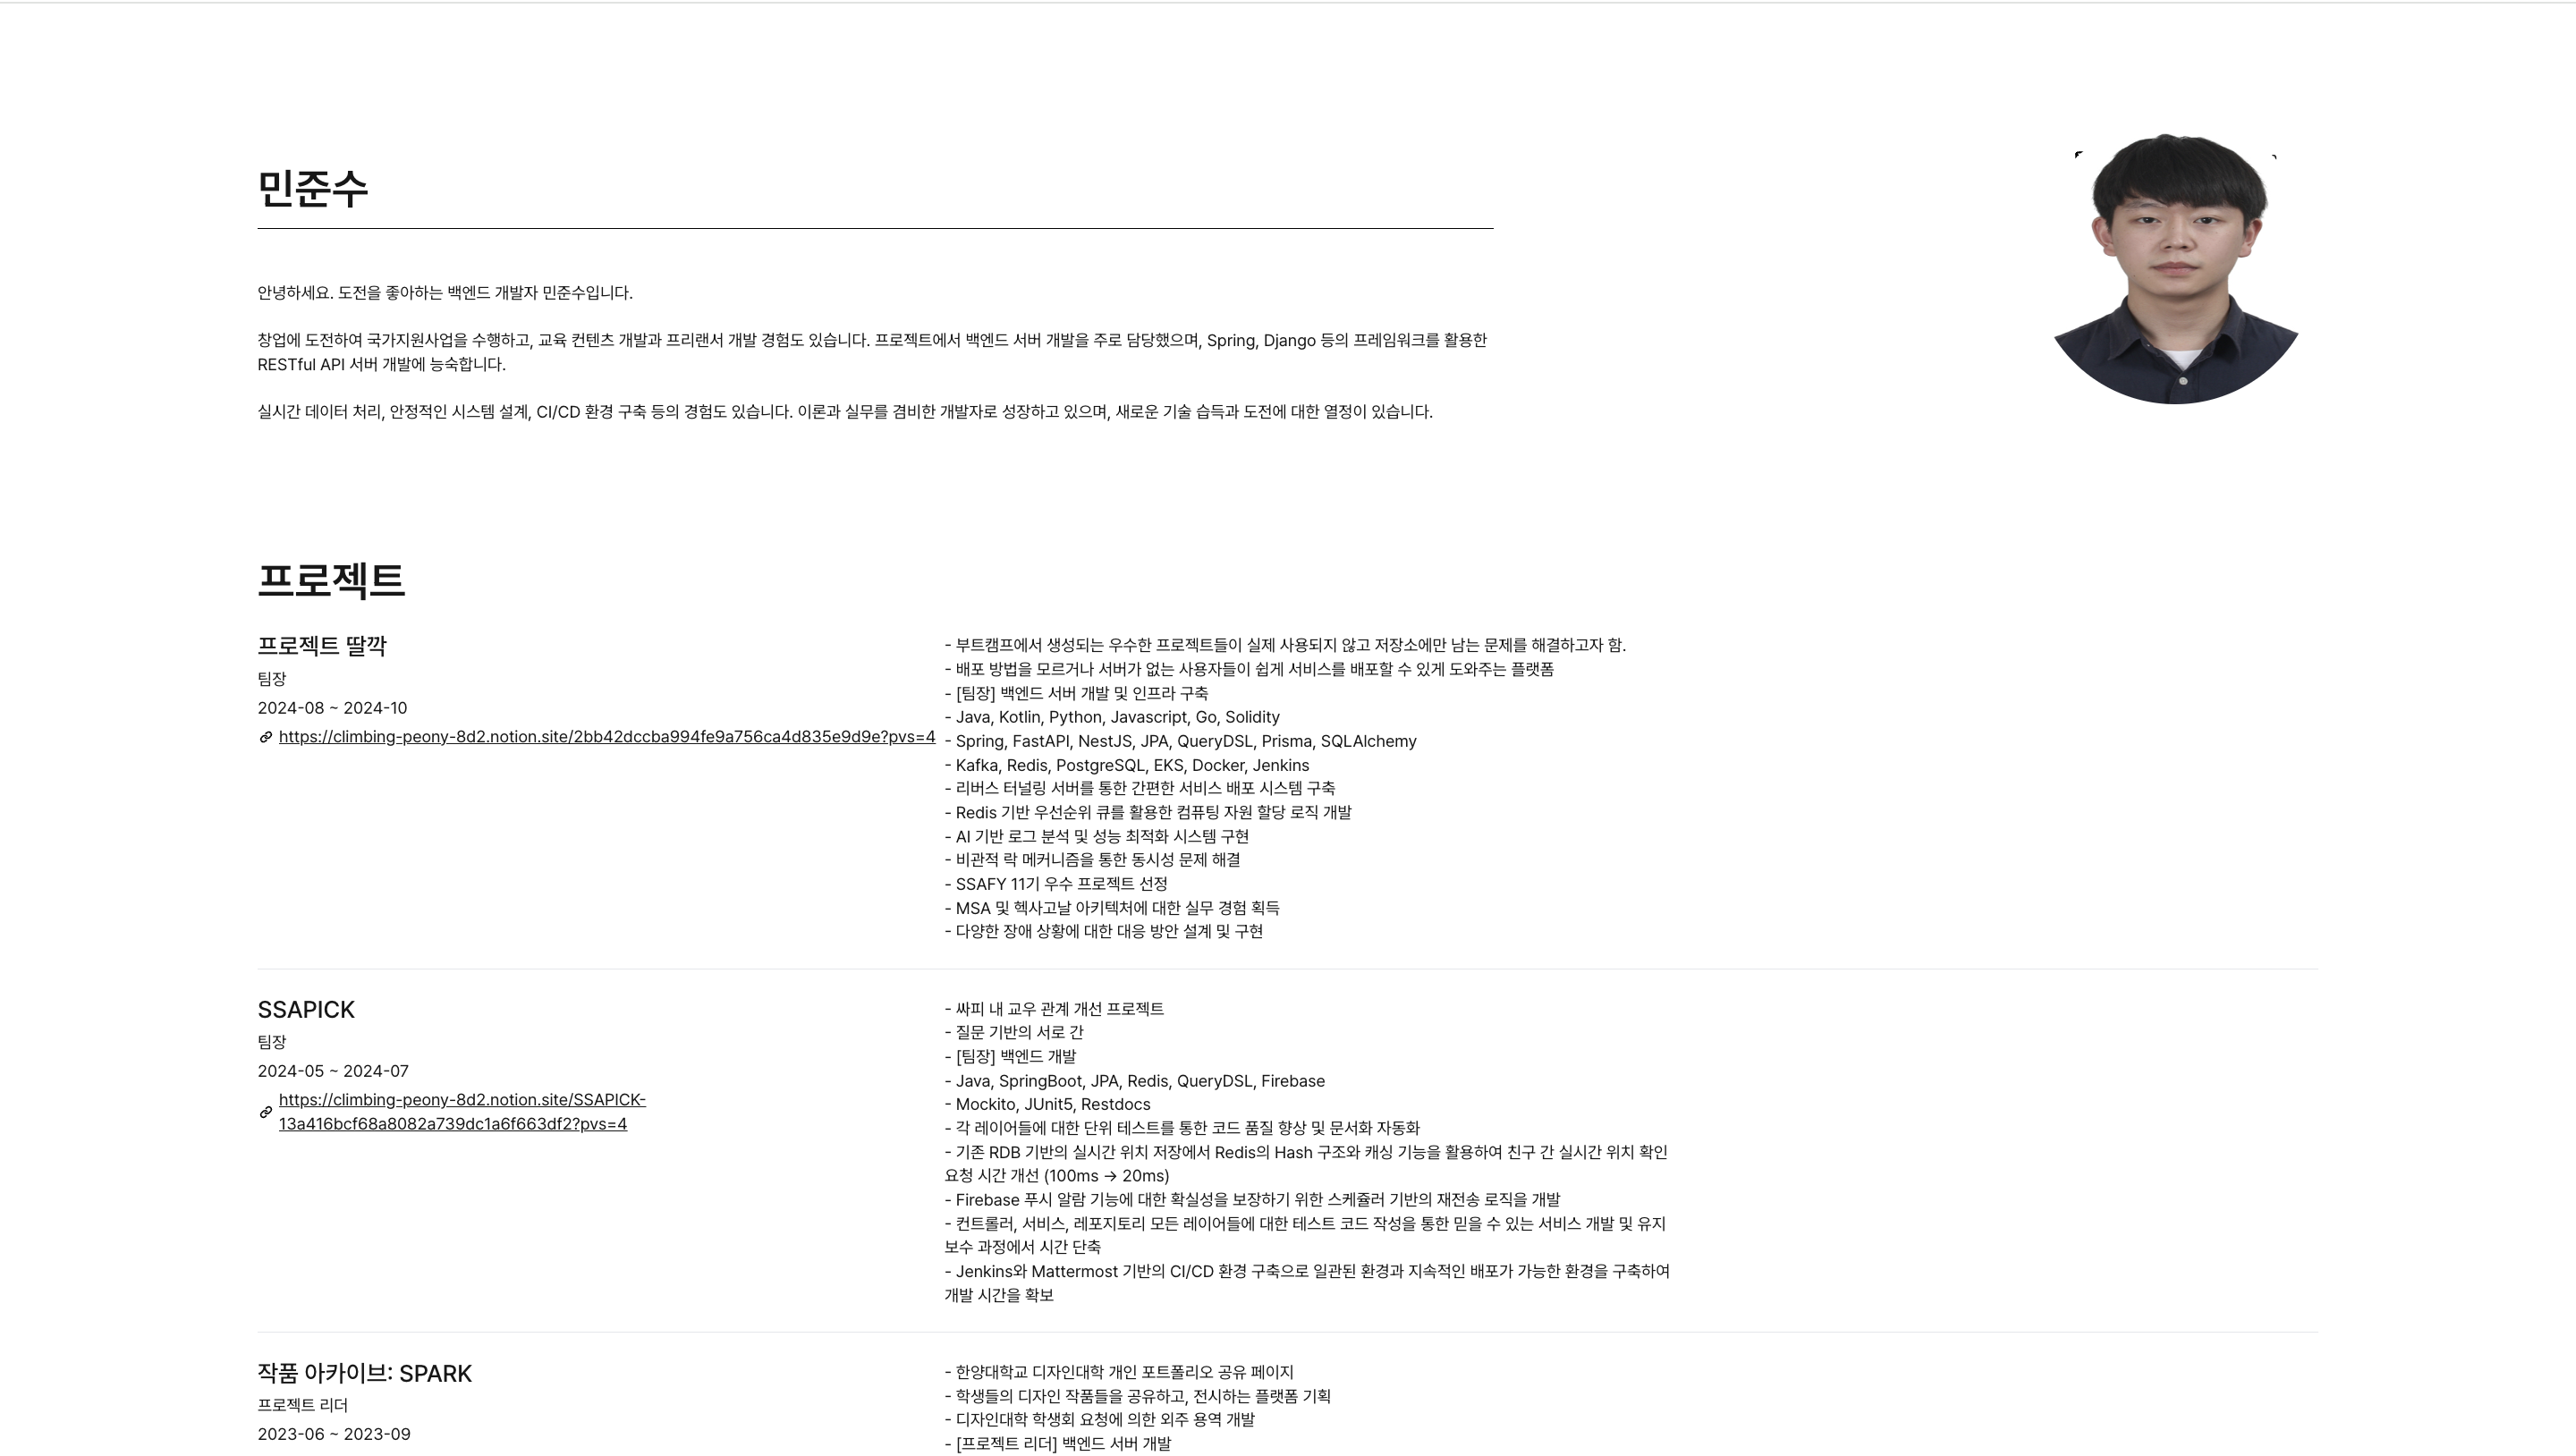 민준수
안녕하세요. 도전을 좋아하는 백엔드 개발자 민준수입니다.
창업에 도전하여 국가지원사업을 수행하고, 교육 컨텐츠 개발과 프리랜서 개발 경험도 있습니다. 프로젝트에서 백엔드 서버 개발을 주로 담당했으며, Spring, Django 등의 프레임워크를 활용한
RESTful API 서버 개발에 능숙합니다.
실시간 데이터 처리, 안정적인 시스템 설계, CI/CD 환경 구축 등의 경험도 있습니다. 이론과 실무를 겸비한 개발자로 성장하고 있으며, 새로운 기술 습득과 도전에 대한 열정이 있습니다.
프로젝트
프로젝트 딸깍
팀장
2024-08 ~ 2024-10
https://climbing-peony-8d2.notion.site/2bb42dccba994fe9a756ca4d835e9d9e?pvs=4
- 부트캠프에서 생성되는 우수한 프로젝트들이 실제 사용되지 않고 저장소에만 남는 문제를 해결하고자 함.
- 배포 방법을 모르거나 서버가 없는 사용자들이 쉽게 서비스를 배포할 수 있게 도와주는 플랫폼
- [팀장] 백엔드 서버 개발 및 인프라 구축
- Java, Kotlin, Python, Javascript, Go, Solidity
- Spring, FastAPI, NestJS, JPA, QueryDSL, Prisma, SQLAlchemy
- Kafka, Redis, PostgreSQL, EKS, Docker, Jenkins
- 리버스 터널링 서버를 통한 간편한 서비스 배포 시스템 구축
- Redis 기반 우선순위 큐를 활용한 컴퓨팅 자원 할당 로직 개발
- AI 기반 로그 분석 및 성능 최적화 시스템 구현
- 비관적 락 메커니즘을 통한 동시성 문제 해결
- SSAFY 11기 우수 프로젝트 선정
- MSA 및 헥사고날 아키텍처에 대한 실무 경험 획득
- 다양한 장애 상황에 대한 대응 방안 설계 및 구현
SSAPICK
팀장
2024-05 ~ 2024-07
https://climbing-peony-8d2.notion.site/SSAPICK-
13a416bcf68a8082a739dc1a6f663df2?pvs=4
- 싸피 내 교우 관계 개선 프로젝트
- 질문 기반의 서로 간
- [팀장] 백엔드 개발
- Java, SpringBoot, JPA, Redis, QueryDSL, Firebase
- Mockito, JUnit5, Restdocs
- 각 레이어들에 대한 단위 테스트를 통한 코드 품질 향상 및 문서화 자동화
- 기존 RDB 기반의 실시간 위치 저장에서 Redis의 Hash 구조와 캐싱 기능을 활용하여 친구 간 실시간 위치 확인
요청 시간 개선 (100ms → 20ms)
- Firebase 푸시 알람 기능에 대한 확실성을 보장하기 위한 스케쥴러 기반의 재전송 로직을 개발
- 컨트롤러, 서비스, 레포지토리 모든 레이어들에 대한 테스트 코드 작성을 통한 믿을 수 있는 서비스 개발 및 유지
보수 과정에서 시간 단축
- Jenkins와 Mattermost 기반의 CI/CD 환경 구축으로 일관된 환경과 지속적인 배포가 가능한 환경을 구축하여
개발 시간을 확보
작품 아카이브: SPARK
프로젝트 리더
2023-06 ~ 2023-09
- 한양대학교 디자인대학 개인 포트폴리오 공유 페이지
- 학생들의 디자인 작품들을 공유하고, 전시하는 플랫폼 기획
- 디자인대학 학생회 요청에 의한 외주 용역 개발
- [프로젝트 리더] 백엔드 서버 개발